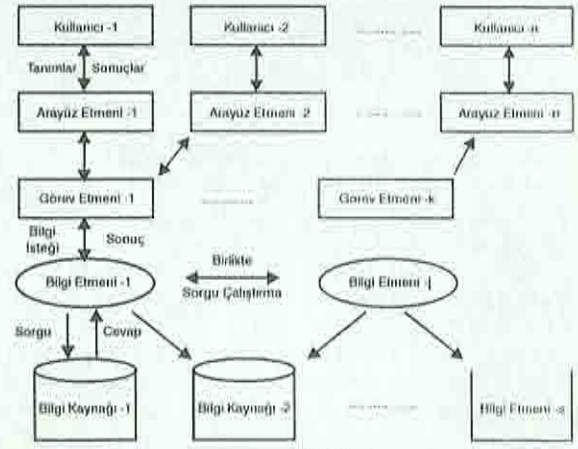 Kullanıcı -1
Kullanıcı -2
Kullanıcı -n
Tanımlar
Sonuçlar
Arayüz Etmeni -1
Arayüz Etmeni -2
Arayüz Etmeni -n
Görev Etmeni -1
Görev Etmeni -k
Bilgi
İsteği
Sonuç
Birlikte
Sorgu Çalıştırma
Bilgi Etmeni -1
Bilgi Etmeni -j
Sorgu
Cevap
Bilgi Kaynağı -1
Bilgi Kaynağı -2
Bilgi Etmeni -s